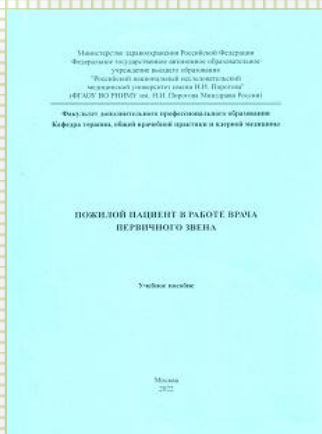 Министерство здравоохранения Российской Федерации
Федеральное государственное автономное образовательное
учреждение высшего образования
"Российский национальный исследовательский
медицинский университет имени Н.И. Пирогова"
(ФГАОУ ВО РНИМУ им. Н.И. Пирогова Минздрава России)
Факультет дополнительного профессионального образования
Кафедра терапии, общей врачебной практики и ядерной медицины
ПОЖИЛОЙ ПАЦИЕНТ В РАБОТЕ ВРАЧА
ПЕРВИЧНОГО ЗВЕНА
Учебное пособие
Москва
2022